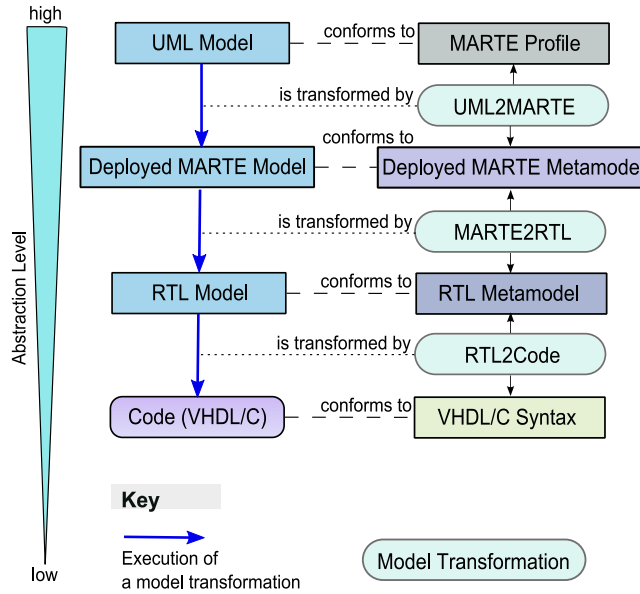 high
UML Model
conforms to
MARTE Profile
is transformed by
UML2MARTE
conforms to
Deployed MARTE Model
Deployed MARTE Metamodel
is transformed by
MARTE2RTL
Abstraction Level
RTL Model
conforms to
RTL Metamodel
is transformed by
RTL2Code
Code (VHDL/C)
conforms to
VHDL/C Syntax
Key
Execution of
a model transformation
Model Transformation
low